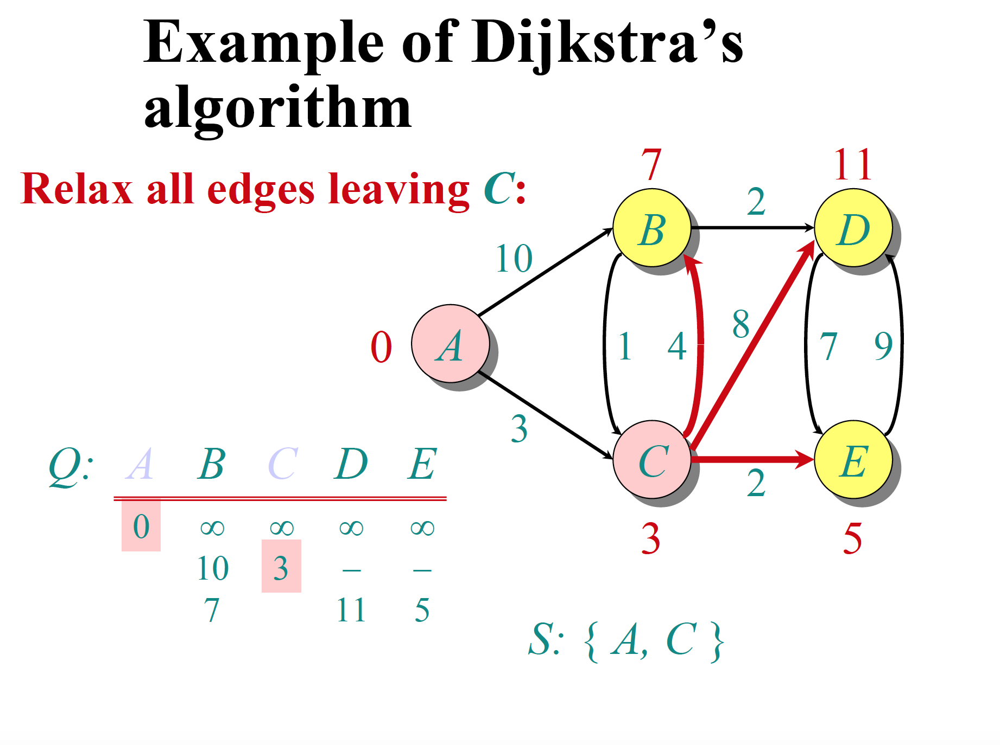 Example of Dijkstra’s
algorithm
Relax all edges leaving C:
7
11
B
2
D
10
0
A
1
4
8
7
9
3
C
2
E
3
5
Q: A B C D E
0 ∞ ∞ ∞ ∞
10 3 – –
7 11 5
S: { A, C }